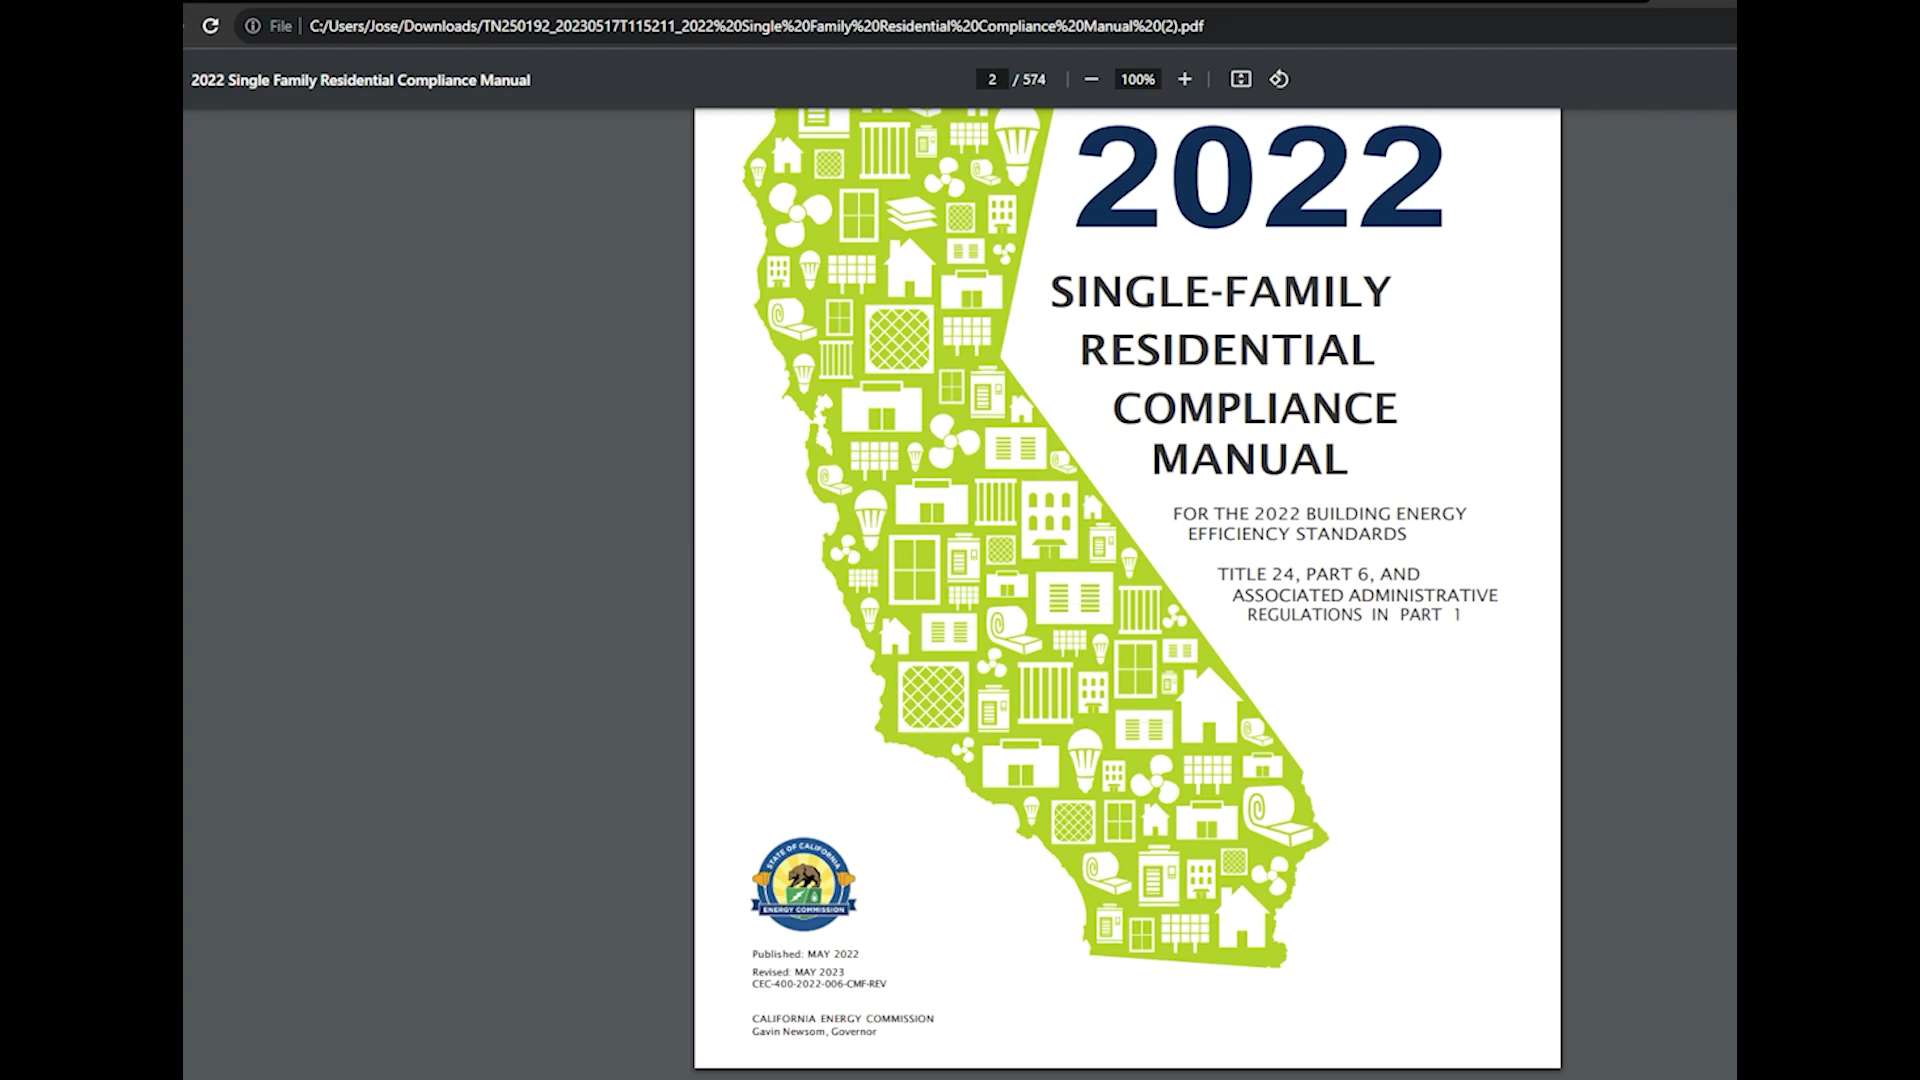 File
C:/Users/Jose/Downloads/TN250192_20230517T115211_2022%20Single%20Family%20Residential%20Compliance%20Manual%20(2).pdf
2022 Single Family Residential Compliance Manual
2 / 574
100%
2022
SINGLE-FAMILY
RESIDENTIAL
COMPLIANCE
MANUAL
FOR THE 2022 BUILDING ENERGY
EFFICIENCY STANDARDS
TITLE 24, PART 6, AND
ASSOCIATED ADMINISTRATIVE
REGULATIONS IN PART 1
STATE OF CALIFORNIA
ENERGY COMMISSION
Published: MAY 2022
Revised: MAY 2023
CEC-400-2022-006-CMF-REV
CALIFORNIA ENERGY COMMISSION
Gavin Newsom, Governor